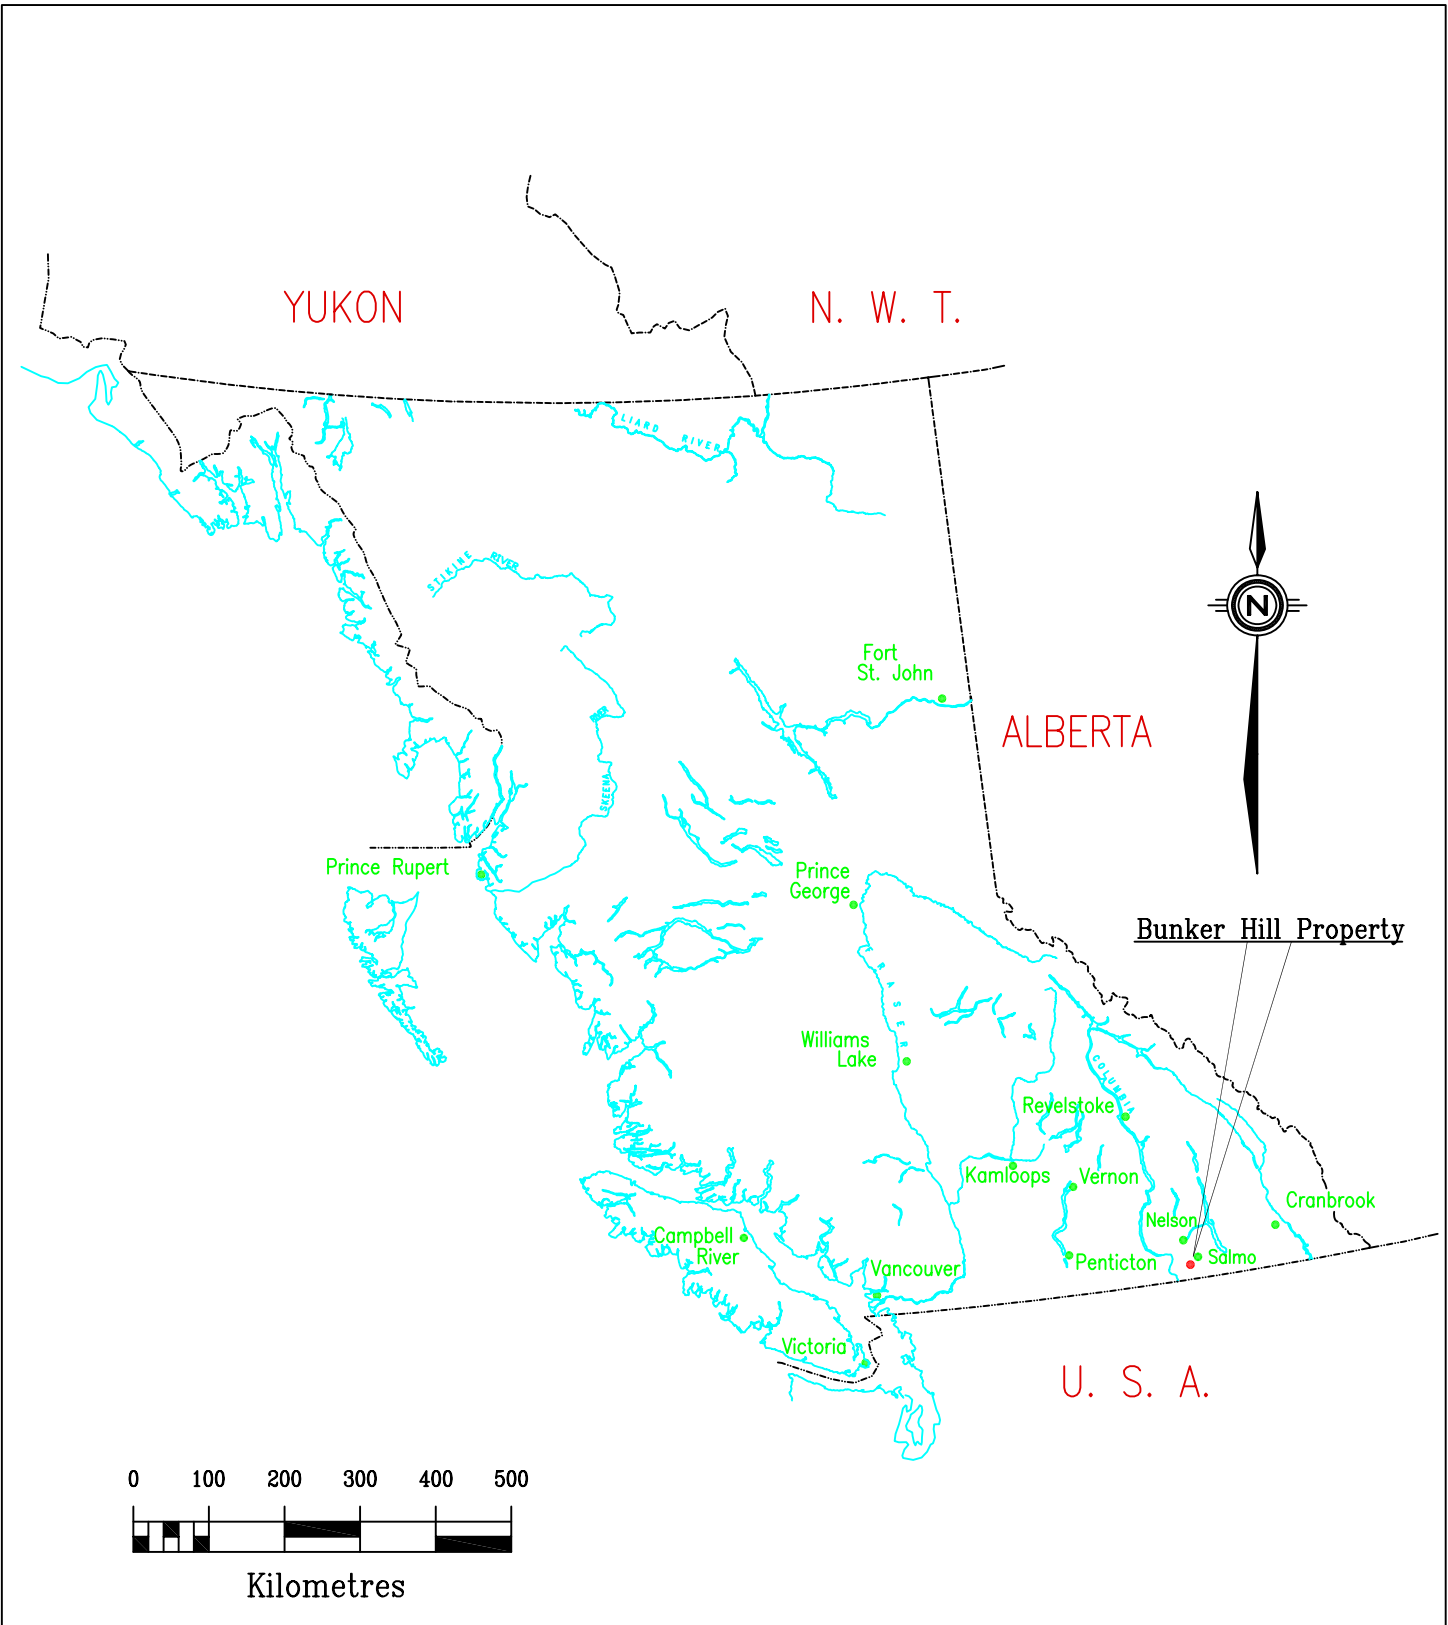 YUKON
N. W. T.
LIARD RIVER
STIKINE RIVER
N
Fort
St. John
ALBERTA
RIVER
SKEENA
Prince Rupert
Prince
George
Bunker Hill Property
FRASER
Williams
Lake
COLUMBIA
Revelstoke
Kamloops
Vernon
Cranbrook
Nelson
Campbell
River
Salmo
Penticton
Vancouver
Victoria
U. S. A.
0 100 200 300 400 500
Kilometres